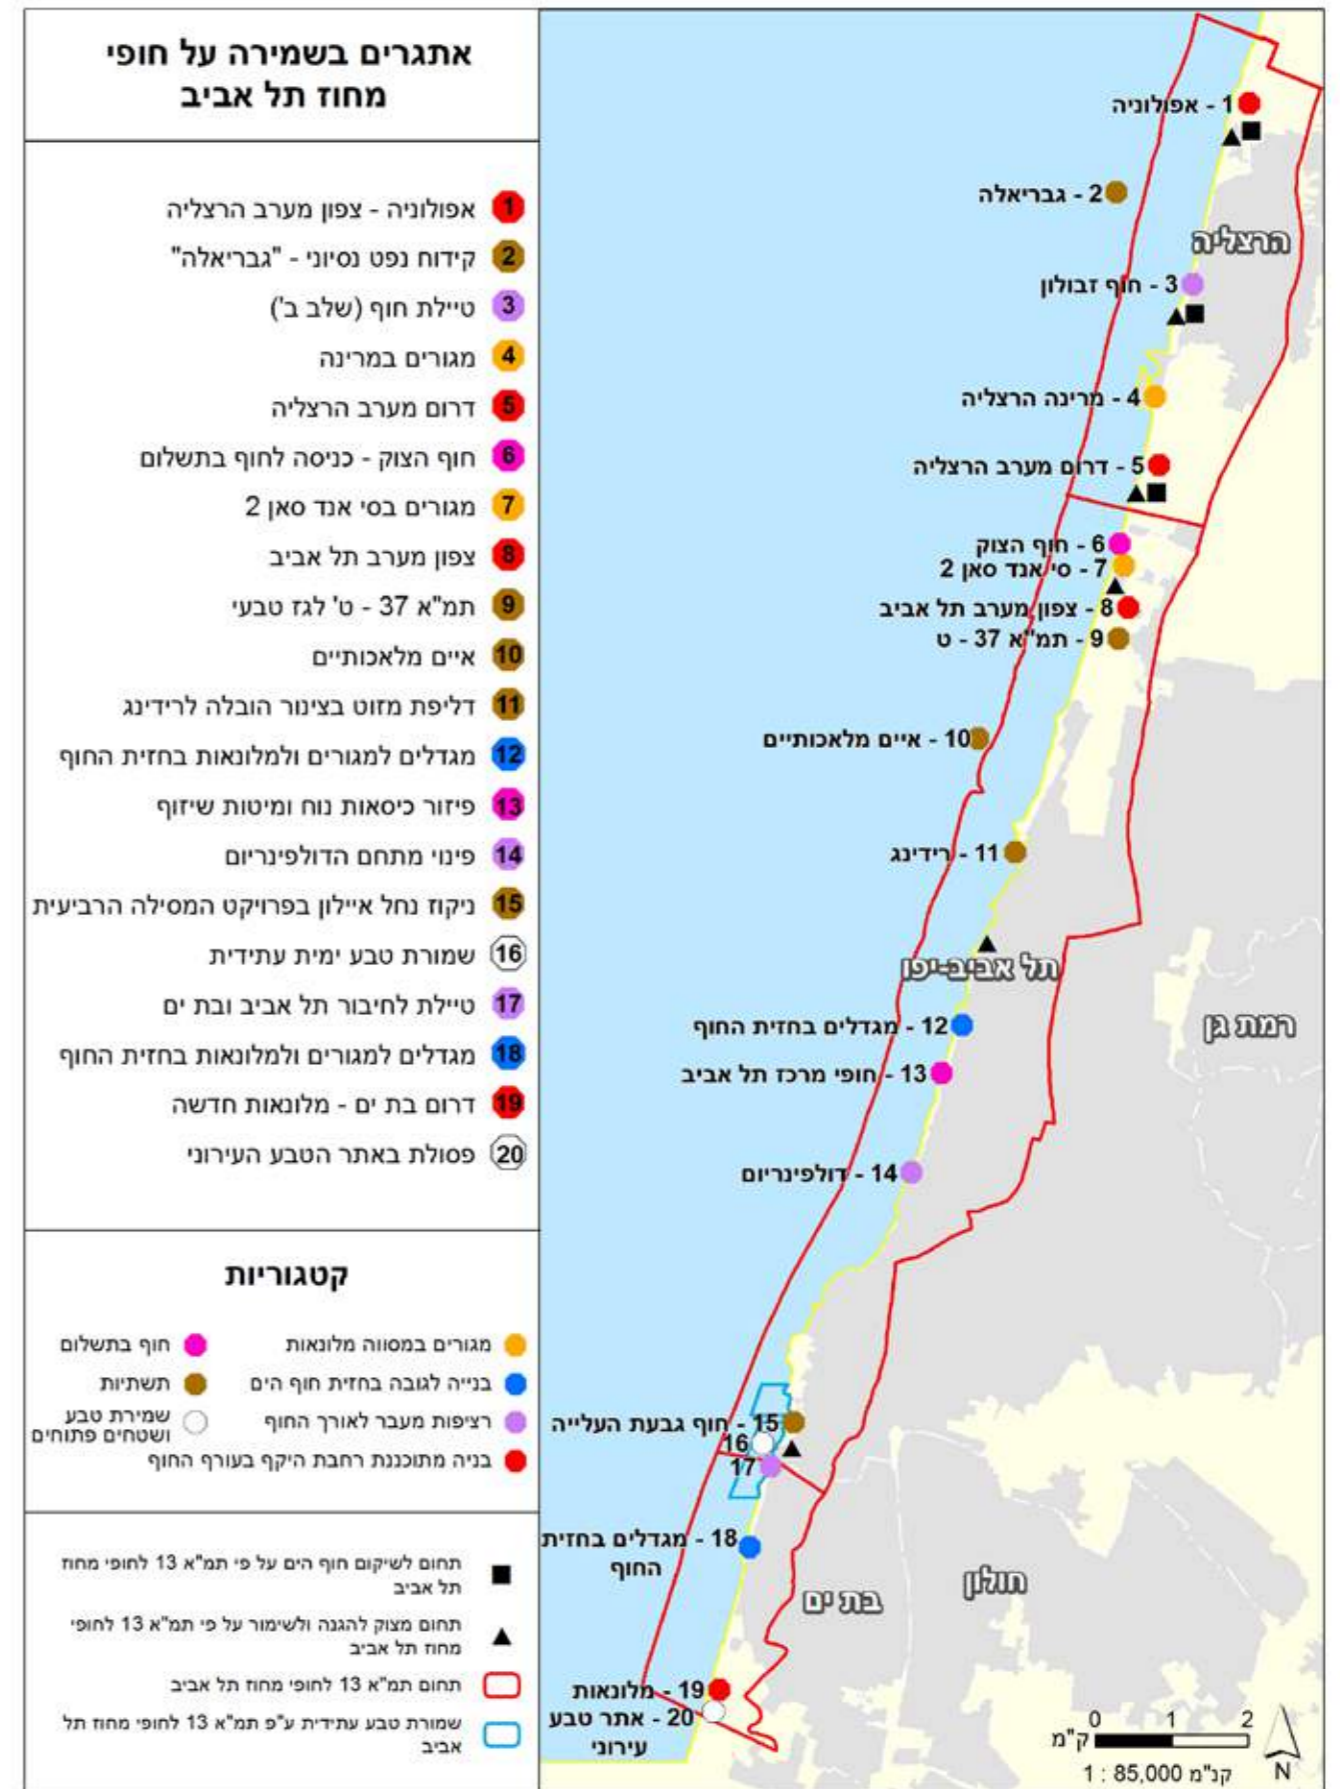 אתגרים בשמירה על חופי
מחוז תל אביב
1 אפולוניה - צפון מערב הרצליה
2 קידוח נפט נסיוני - "גבריאלה"
3 טיילת חוף (שלב ב')
4 מגורים במרינה
5 דרום מערב הרצליה
6 חוף הצוק - כניסה לחוף בתשלום
7 מגורים בסי אנד סאן 2
8 צפון מערב תל אביב
9 תמ"א 37 - ט' לגז טבעי
10 איים מלאכותיים
11 דליפת מזוט בצינור הובלה לרידינג
12 מגדלים למגורים ולמלונאות בחזית החוף
13 פיזור כיסאות נוח ומיטות שיזוף
14 פינוי מתחם הדולפינריום
15 ניקוז נחל איילון בפרויקט המסילה הרביעית
16 שמורת טבע ימית עתידית
17 טיילת לחיבור תל אביב ובת ים
18 מגדלים למגורים ולמלונאות בחזית החוף
19 דרום בת ים - מלונאות חדשה
20 פסולת באתר הטבע העירוני
קטגוריות
מגורים במסווה מלונאות
חוף בתשלום
בנייה לגובה בחזית חוף הים
תשתיות
רציפות מעבר לאורך החוף
שמירת טבע
ושטחים פתוחים
בניה מתוכננת רחבת היקף בעורף החוף
תחום לשיקום חוף הים על פי תמ"א 13 לחופי מחוז
תל אביב
תחום מצוק להגנה ולשימור על פי תמ"א 13 לחופי
מחוז תל אביב
תחום תמ"א 13 לחופי מחוז תל אביב
שמורת טבע עתידית ע"פ תמ"א 13 לחופי מחוז תל
אביב
1 - אפולוניה
2 - גבריאלה
הרצליה
3 - חוף זבולון
4 - מרינה הרצליה
5 - דרום מערב הרצליה
6 - חוף הצוק
7 - סי אנד סאן 2
8 - צפון מערב תל אביב
9 - תמ"א 37 - ט
10 - איים מלאכותיים
11 - רידינג
תל אביב-יפו
רמת גן
12 - מגדלים בחזית החוף
13 - חופי מרכז תל אביב
14 - דולפינריום
15 - חוף גבעת העלייה
16
17
18 - מגדלים בחזית
החוף
חולון
בת ים
19 - מלונאות
20 - אתר טבע
עירוני
0 1 2
ק"מ
קנ"מ 85,000 : 1
N